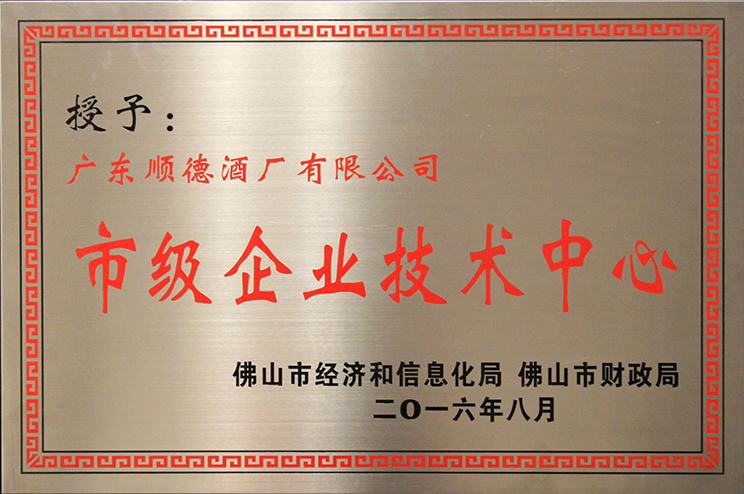 授予：
广东顺德酒厂有限公司
市级企业技术中心
佛山市经济和信息化局 佛山市财政局
二O一六年八月